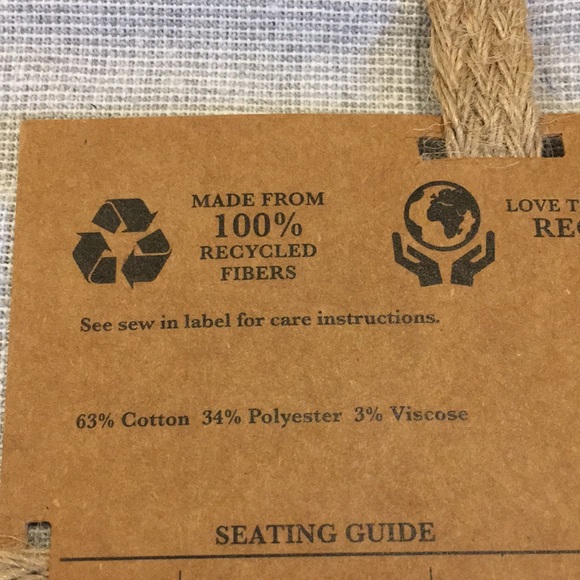 MADE FROM
100%
RECYCLED
FIBERS
LOVE
See sew in label for care instructions.
63% Cotton 34% Polyester 3% Viscose
SEATING GUIDE